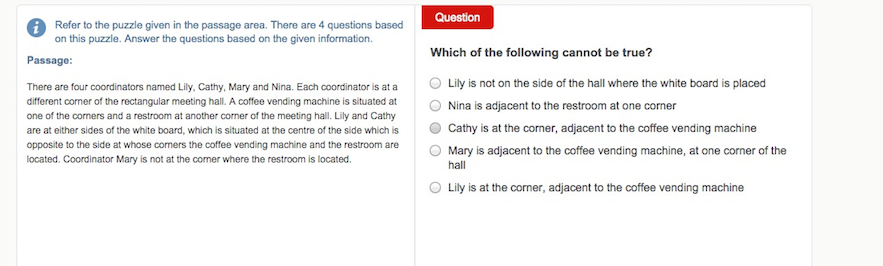 Refer to the puzzle given in the passage area. There are 4 questions based
on this puzzle. Answer the questions based on the given information.
Passage:
There are four coordinators named Lily, Cathy, Mary and Nina. Each coordinator is at a
different corner of the rectangular meeting hall. A coffee vending machine is situated at
one of the corners and a restroom at another corner of the meeting hall. Lily and Cathy
are at either sides of the white board, which is situated at the centre of the side which is
opposite to the side at whose corners the coffee vending machine and the restroom are
located. Coordinator Mary is not at the corner where the restroom is located.
Question
Which of the following cannot be true?
Lily is not on the side of the hall where the white board is placed
Nina is adjacent to the restroom at one corner
Cathy is at the corner, adjacent to the coffee vending machine
Mary is adjacent to the coffee vending machine, at one corner of the
hall
Lily is at the corner, adjacent to the coffee vending machine